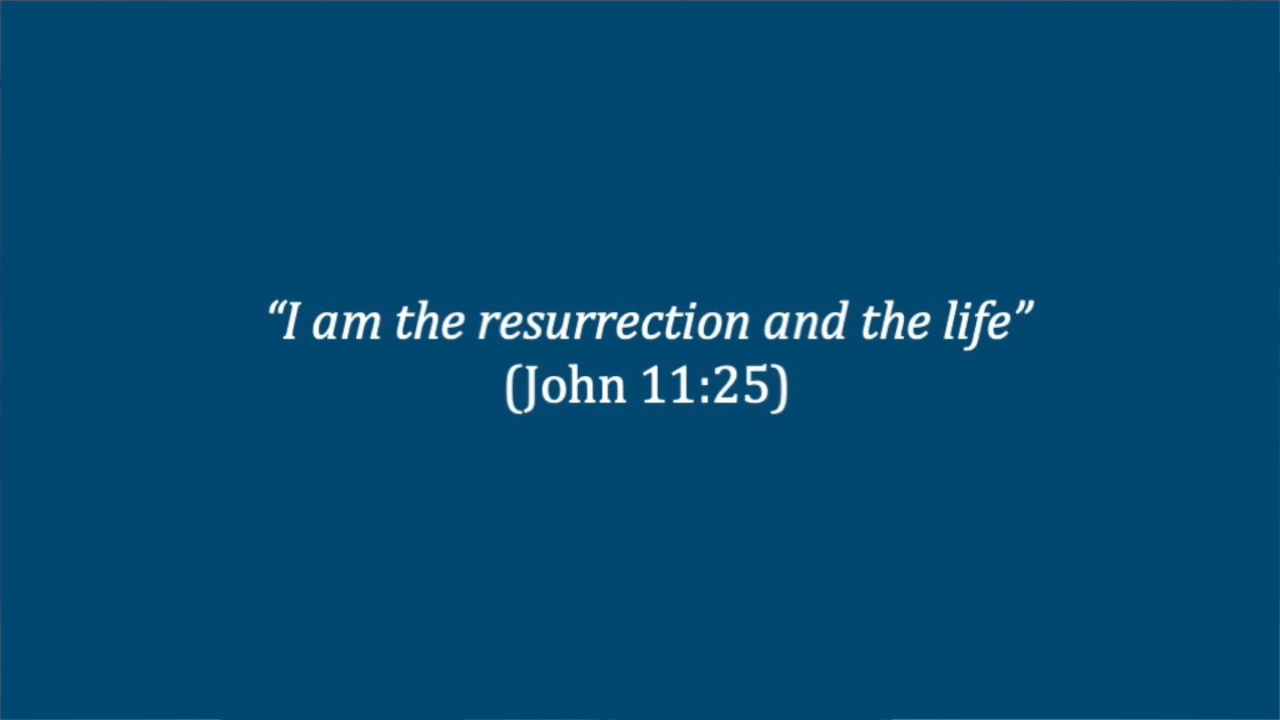 “I am the resurrection and the life”
(John 11:25)